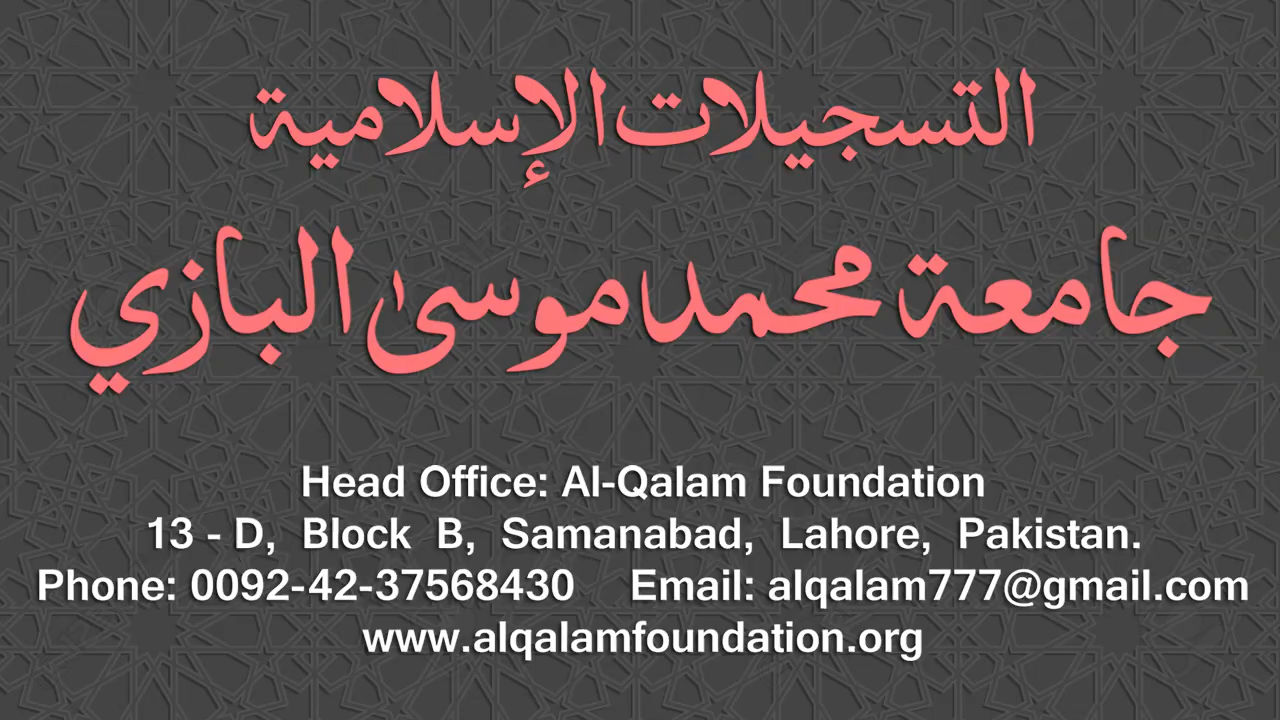 التسجيلات الإسلامية
جامعة محمد موسىٰ البازي
Head Office: Al-Qalam Foundation
13 - D, Block B, Samanabad, Lahore, Pakistan.
Phone: 0092-42-37568430 Email: alqalam777@gmail.com
www.alqalamfoundation.org